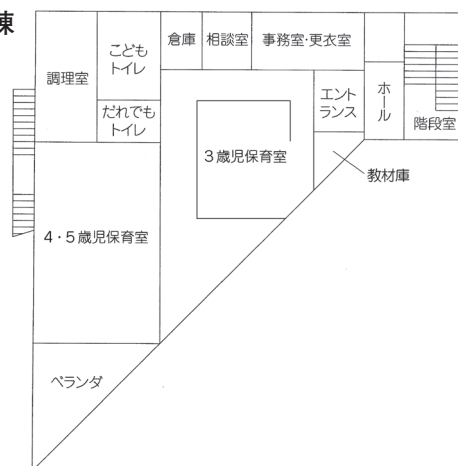 棟
こども
トイレ
倉庫
相談室
事務室・更衣室
調理室
エント
ランス
ホール
階段室
だれでも
トイレ
3歳児保育室
教材庫
4・5歳児保育室
ベランダ